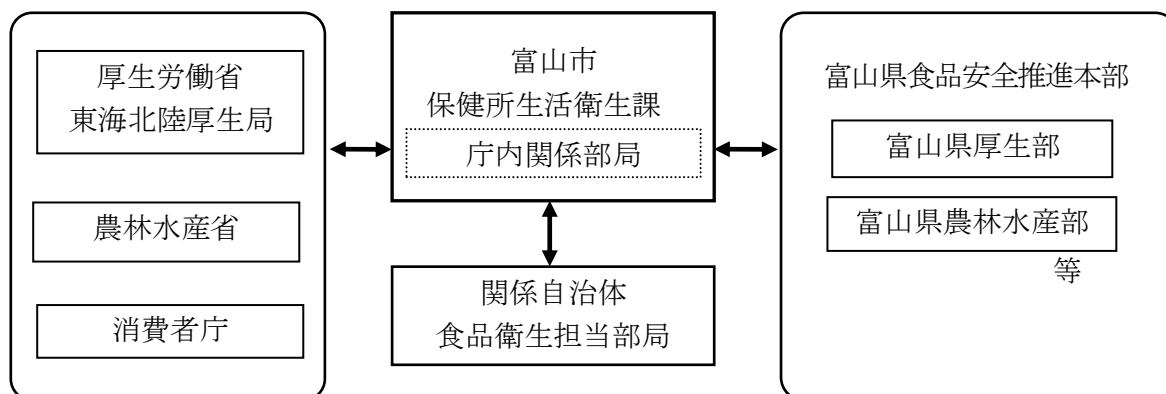 厚生労働省
東海北陸厚生局
農林水産省
消費者庁
富山市
保健所生活衛生課
庁内関係部局
関係自治体
食品衛生担当部局
富山県食品安全推進本部
富山県厚生部
富山県農林水産部
等